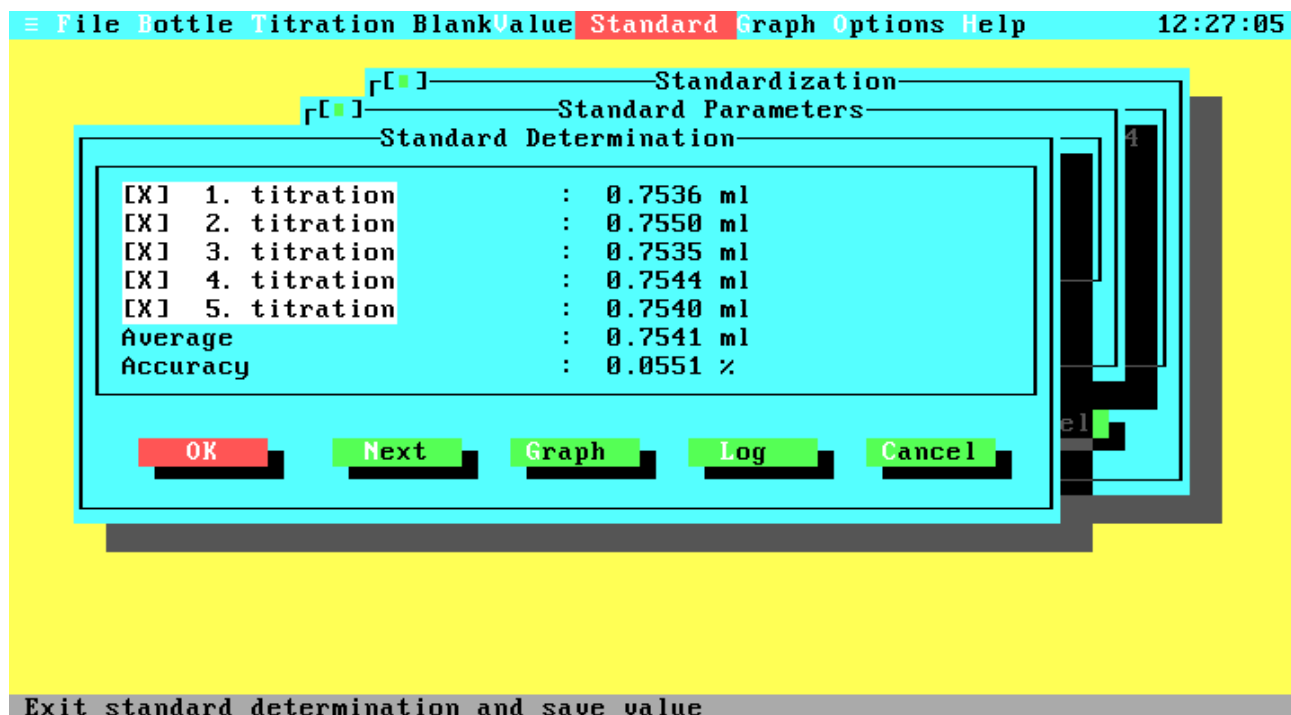 ≡ File Bottle Titration BlankValue Standard Graph Options Help 12:27:05
[■] Standardization
[■] Standard Parameters
Standard Determination
4
[X] 1. titration : 0.7536 ml
[X] 2. titration : 0.7550 ml
[X] 3. titration : 0.7535 ml
[X] 4. titration : 0.7544 ml
[X] 5. titration : 0.7540 ml
Average : 0.7541 ml
Accuracy : 0.0551 %
el
OK Next Graph Log Cancel
Exit standard determination and save value